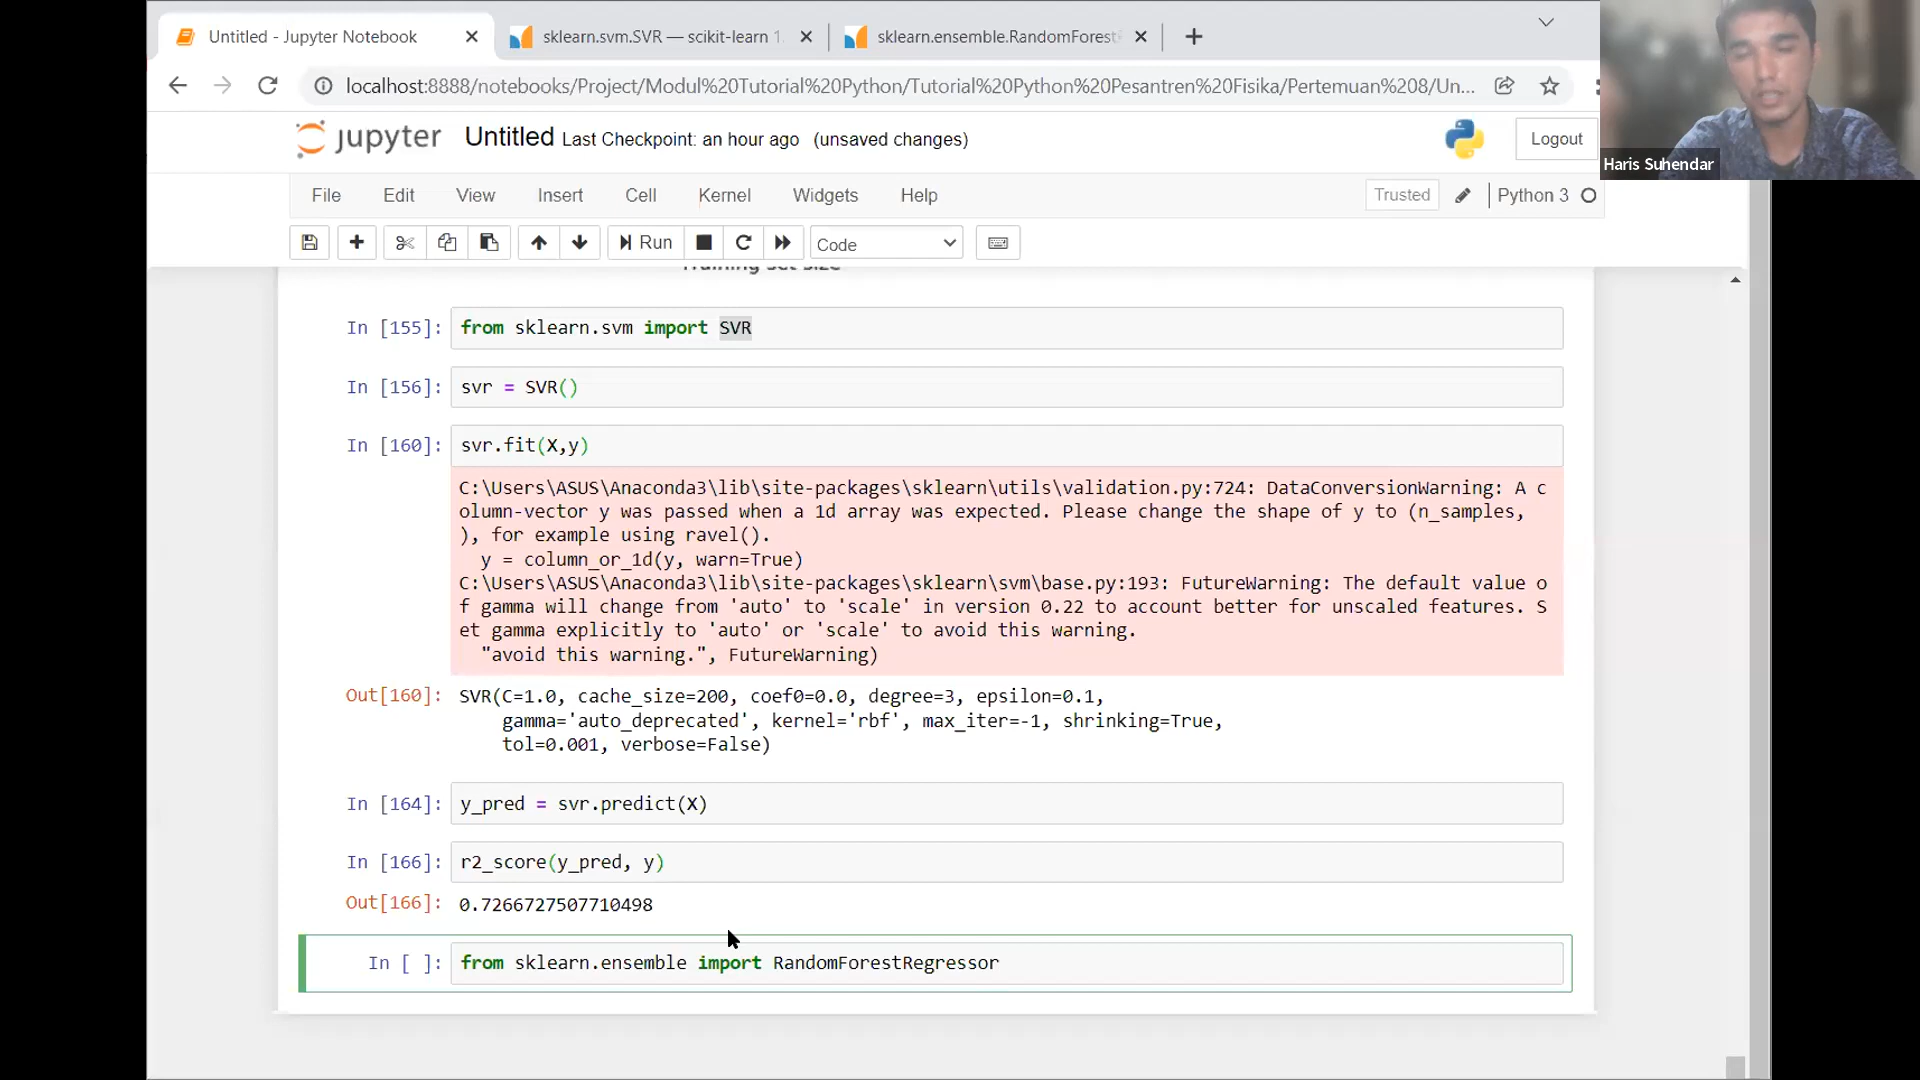 Untitled - Jupyter Notebook
sklearn.svm.SVR — scikit-learn 1.
sklearn.ensemble.RandomForest
localhost:8888/notebooks/Project/Modul%20Tutorial%20Python/Tutorial%20Python%20Pesantren%20Fisika/Pertemuan%208/Un...
jupyter Untitled Last Checkpoint: an hour ago (unsaved changes)
Logout
Haris Suhendar
File Edit View Insert Cell Kernel Widgets Help
Trusted Python 3
Run Code
Training Set Size
In [155]: from sklearn.svm import SVR
In [156]: svr = SVR()
In [160]: svr.fit(X,y)
C:\Users\ASUS\Anaconda3\lib\site-packages\sklearn\utils\validation.py:724: DataConversionWarning: A c
olumn-vector y was passed when a 1d array was expected. Please change the shape of y to (n_samples,
), for example using ravel().
y = column_or_1d(y, warn=True)
C:\Users\ASUS\Anaconda3\lib\site-packages\sklearn\svm\base.py:193: FutureWarning: The default value o
f gamma will change from 'auto' to 'scale' in version 0.22 to account better for unscaled features. S
et gamma explicitly to 'auto' or 'scale' to avoid this warning.
"avoid this warning.", FutureWarning)
Out[160]: SVR(C=1.0, cache_size=200, coef0=0.0, degree=3, epsilon=0.1,
gamma='auto_deprecated', kernel='rbf', max_iter=-1, shrinking=True,
tol=0.001, verbose=False)
In [164]: y_pred = svr.predict(X)
In [166]: r2_score(y_pred, y)
Out[166]: 0.7266727507710498
In [ ]: from sklearn.ensemble import RandomForestRegressor